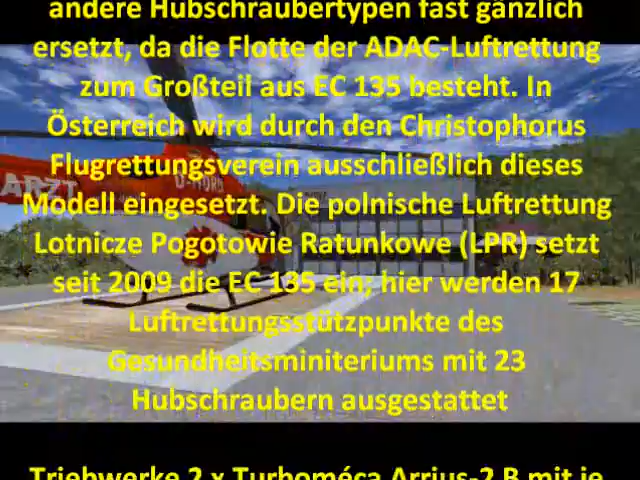 andere Hubschraubertypen fast gänzlich
ersetzt, da die Flotte der ADAC-Luftrettung
zum Großteil aus EC 135 besteht. In
Österreich wird durch den Christophorus
Flugrettungsverein ausschließlich dieses
Modell eingesetzt. Die polnische Luftrettung
Lotnicze Pogotowie Ratunkowe (LPR) setzt
seit 2009 die EC 135 ein; hier werden 17
Luftrettungsstützpunkte des
Gesundheitsminiteriums mit 23
Hubschraubern ausgestattet
Triebwerke 2 x Turboméca Arrius-2 B mit je
ARZT